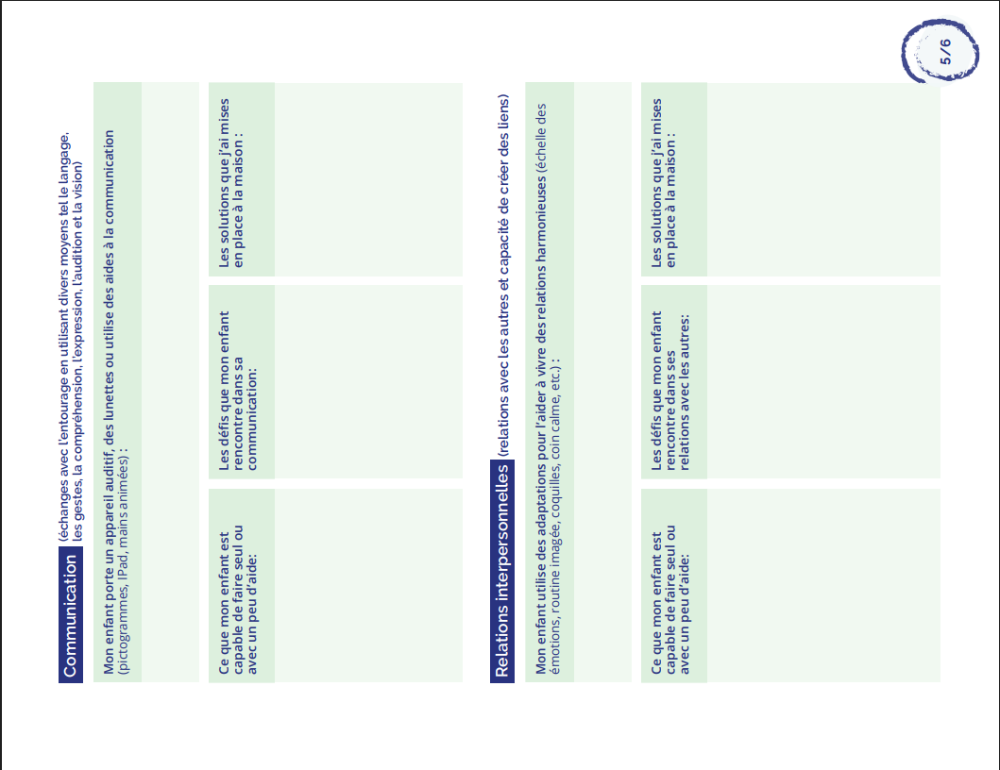 Communication (échanges avec l'entourage en utilisant divers moyens tel le langage,
les gestes, la compréhension, l'expression, l'audition et la vision)
Mon enfant porte un appareil auditif, des lunettes ou utilise des aides à la communication
(pictogrammes, IPad, mains animées) :
Ce que mon enfant est
capable de faire seul ou
avec un peu d'aide:
Les défis que mon enfant
rencontre dans sa
communication:
Les solutions que j'ai mises
en place à la maison :
Relations interpersonnelles (relations avec les autres et capacité de créer des liens)
Mon enfant utilise des adaptations pour l'aider à vivre des relations harmonieuses (échelle des
émotions, routine imagée, coquilles, coin calme, etc.) :
Ce que mon enfant est
capable de faire seul ou
avec un peu d'aide:
Les défis que mon enfant
rencontre dans ses
relations avec les autres:
Les solutions que j'ai mises
en place à la maison :
5/6